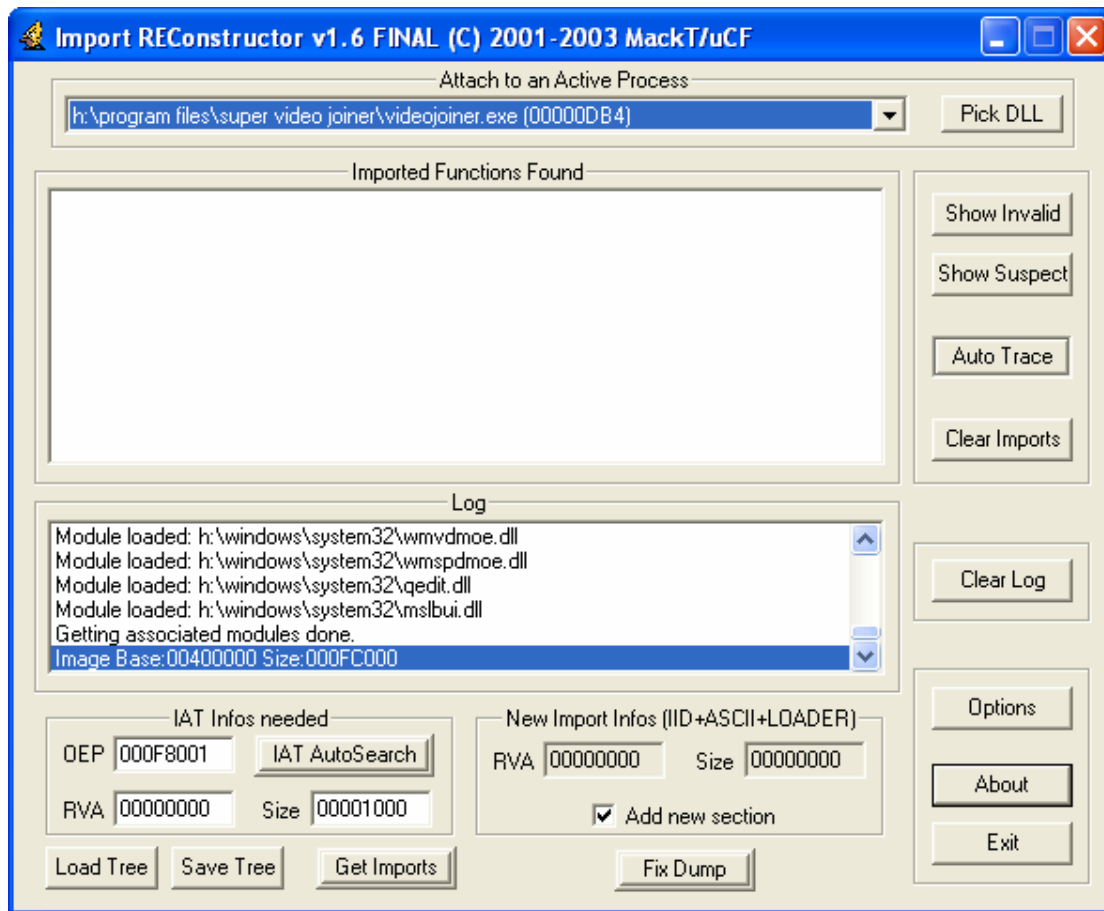 Import REConstructor v1.6 FINAL (C) 2001-2003 MackT/uCF
Attach to an Active Process
h:\program files\super video joiner\videojoiner.exe (00000DB4)
Pick DLL
Imported Functions Found
Show Invalid
Show Suspect
Auto Trace
Clear Imports
Log
Module loaded: h:\windows\system32\wmvdmoe.dll
Module loaded: h:\windows\system32\wmspdmoe.dll
Module loaded: h:\windows\system32\qedit.dll
Module loaded: h:\windows\system32\mslbui.dll
Getting associated modules done.
Image Base:00400000 Size:000FC000
Clear Log
IAT Infos needed
OEP 000F8001 IAT AutoSearch
RVA 00000000 Size 00001000
New Import Infos (IID+ASCII+LOADER)
RVA 00000000 Size 00000000
Add new section
Load Tree Save Tree Get Imports Fix Dump
Options
About
Exit